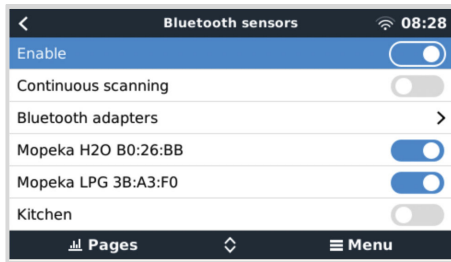 Bluetooth sensors 08:28
Enable
Continuous scanning
Bluetooth adapters
Mopeka H2O B0:26:BB
Mopeka LPG 3B:A3:F0
Kitchen
Pages Menu